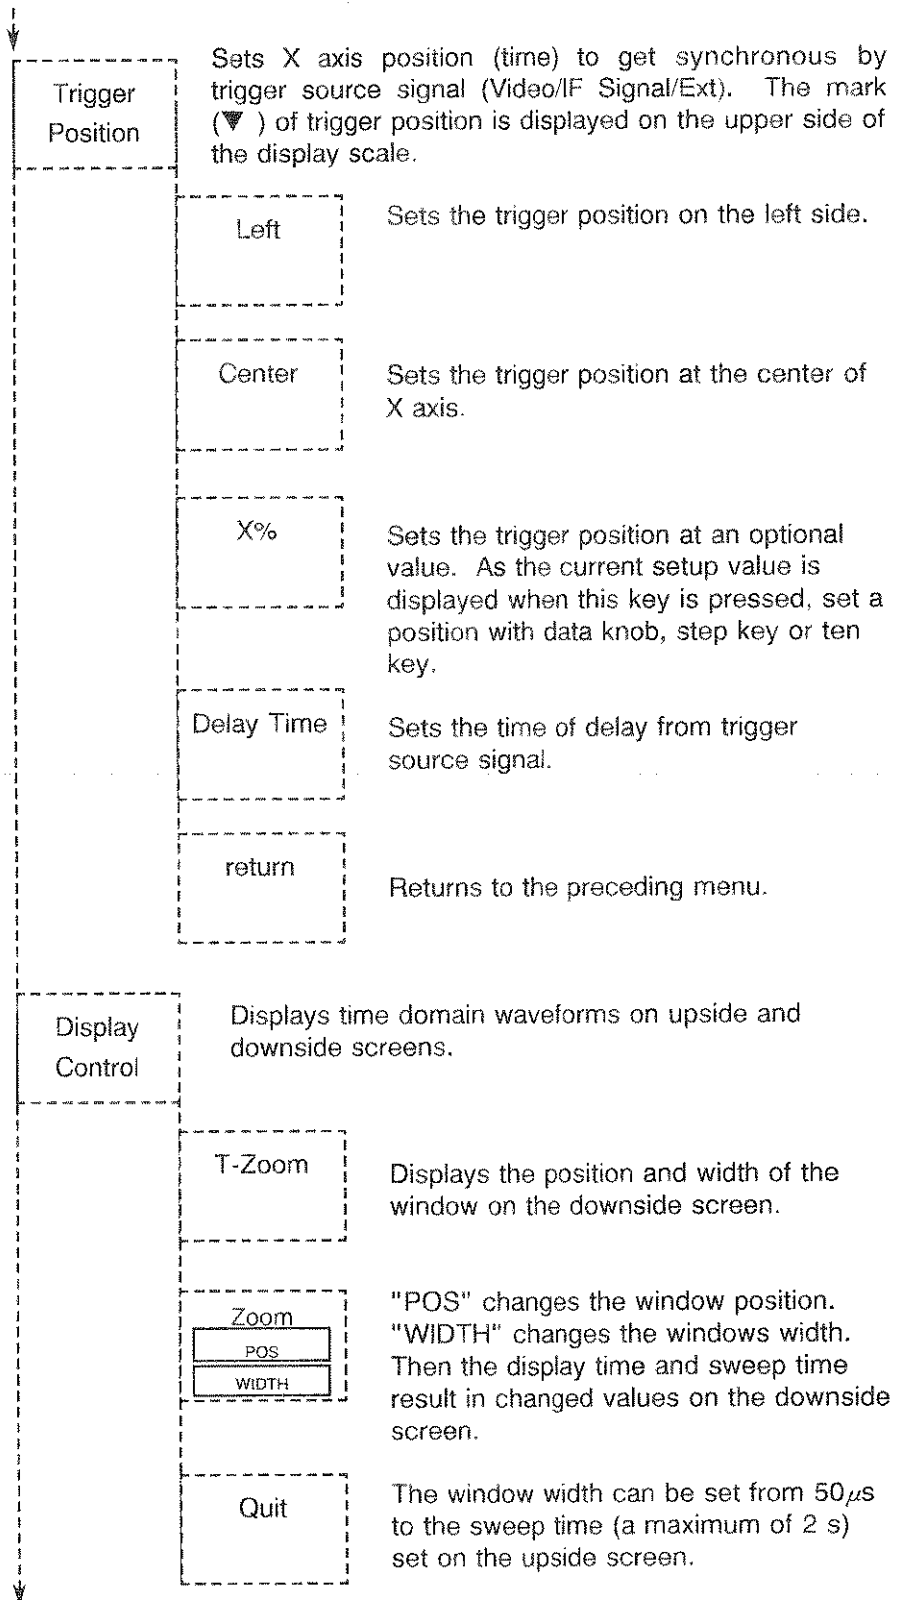 Trigger
Position
Sets X axis position (time) to get synchronous by
trigger source signal (Video/IF Signal/Ext). The mark
(▼ ) of trigger position is displayed on the upper side of
the display scale.
Left
Sets the trigger position on the left side.
Center
Sets the trigger position at the center of
X axis.
X%
Sets the trigger position at an optional
value. As the current setup value is
displayed when this key is pressed, set a
position with data knob, step key or ten
key.
Delay Time
Sets the time of delay from trigger
source signal.
return
Returns to the preceding menu.
Display
Control
Displays time domain waveforms on upside and
downside screens.
T-Zoom
Displays the position and width of the
window on the downside screen.
Zoom
POS
WIDTH
"POS" changes the window position.
"WIDTH" changes the windows width.
Then the display time and sweep time
result in changed values on the downside
screen.
Quit
The window width can be set from 50μs
to the sweep time (a maximum of 2 s)
set on the upside screen.